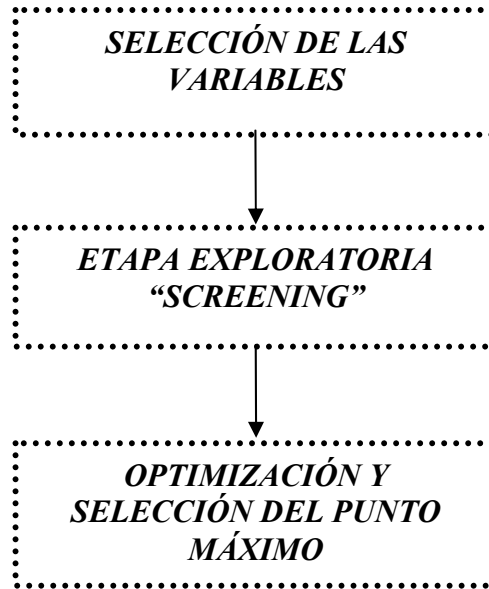 SELECCIÓN DE LAS
VARIABLES
ETAPA EXPLORATORIA
“SCREENING”
OPTIMIZACIÓN Y
SELECCIÓN DEL PUNTO
MÁXIMO